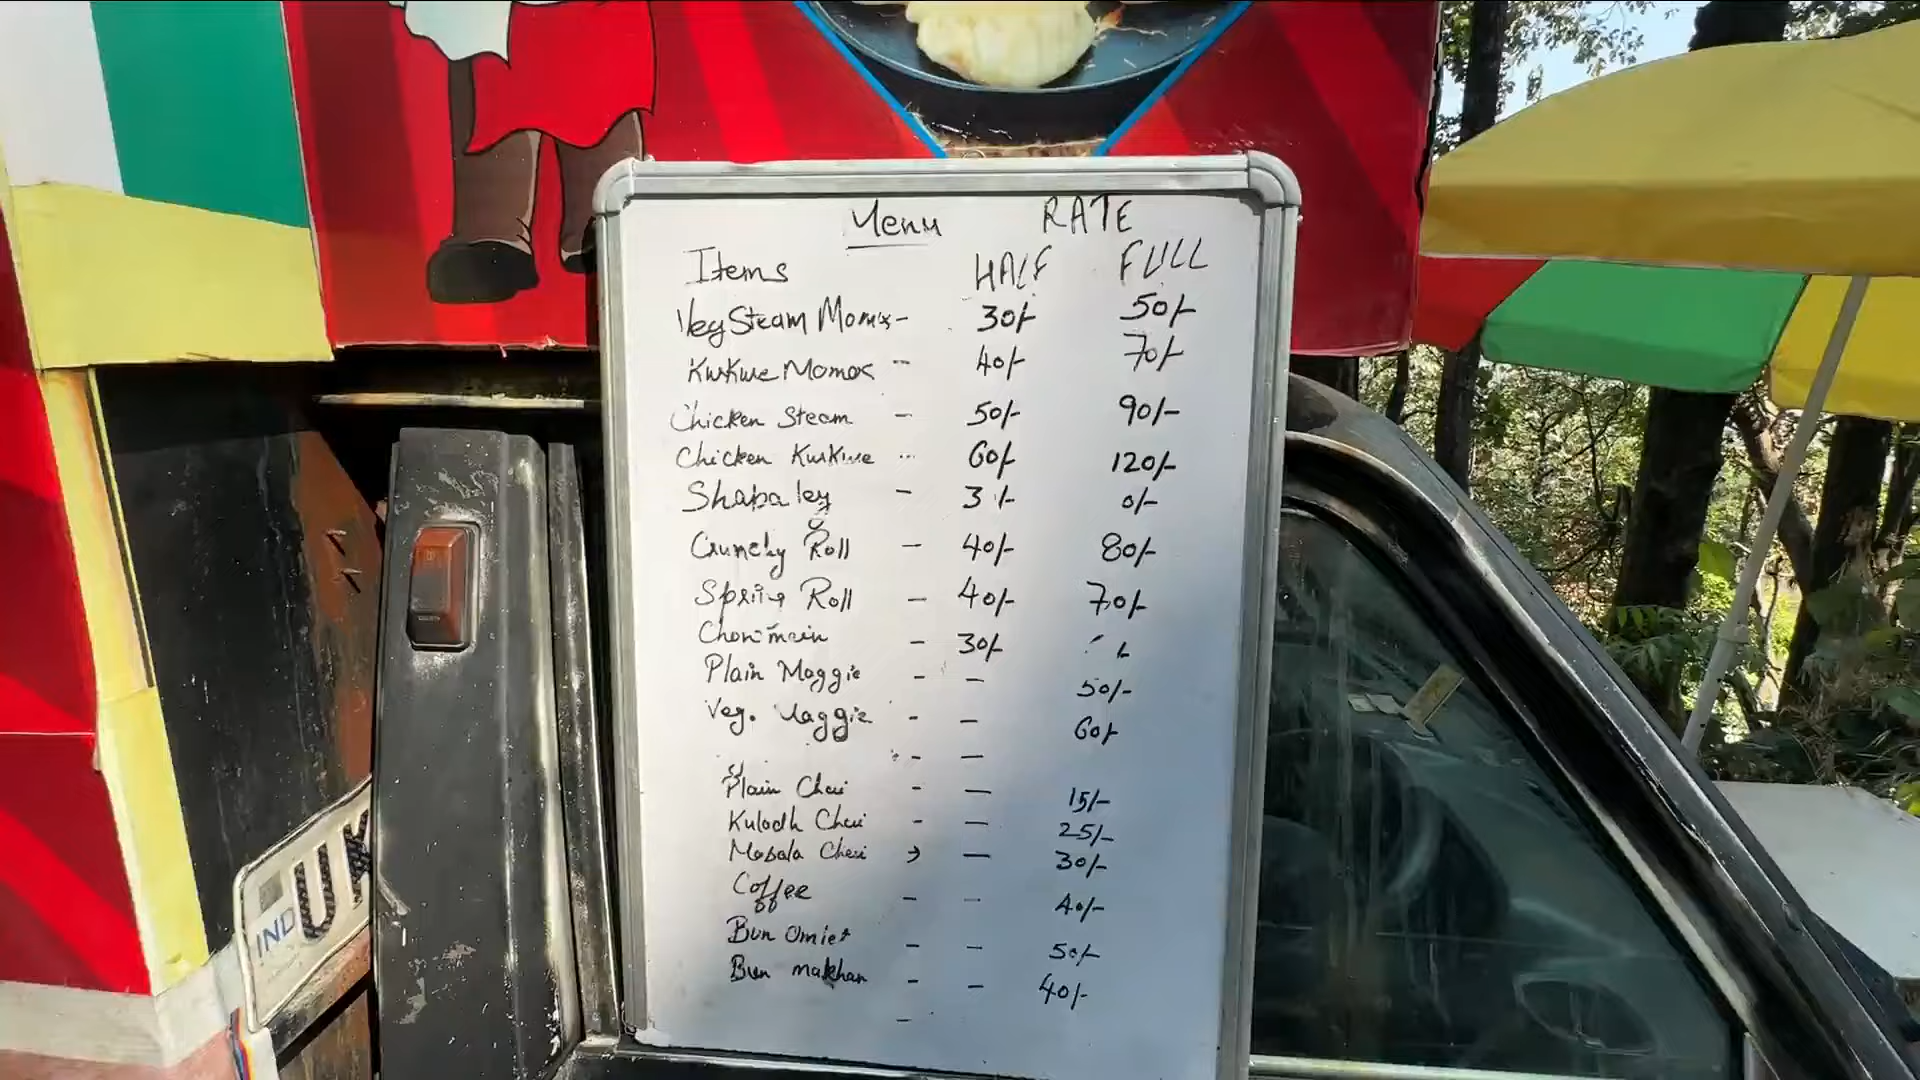 Menu RATE
Items HALF FULL
Veg Steam Momos - 30/- 50/-
KurKure Momos -- 40/- 70/-
Chicken Steam - 50/- 90/-
Chicken KurKure ... 60/- 120/-
Shabaley - 3 /- 0/-
Crunchy Roll - 40/- 80/-
Spring Roll - 40/- 70/-
Chowmein - 30/-
Plain Maggie - - 50/-
Veg. Maggie - - 60/-
- -
Plain Chai - - 15/-
Kuladh Chai - - 25/-
Masala Chai - - 30/-
Coffee - - 40/-
Bun Omlet - - 50/-
Bun makhan - - 40/-
-
IND UK